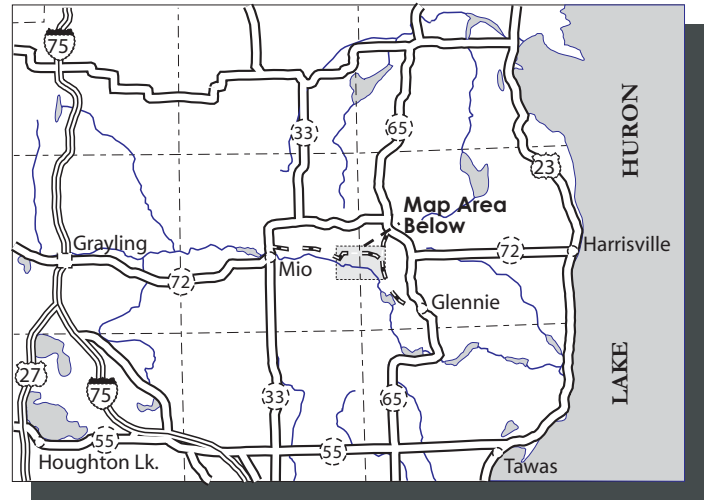 75
33
65
HURON
23
Map Area
Below
Grayling
72
Harrisville
Mio
72
Glennie
LAKE
27
75
33
65
55
55
Houghton Lk.
Tawas